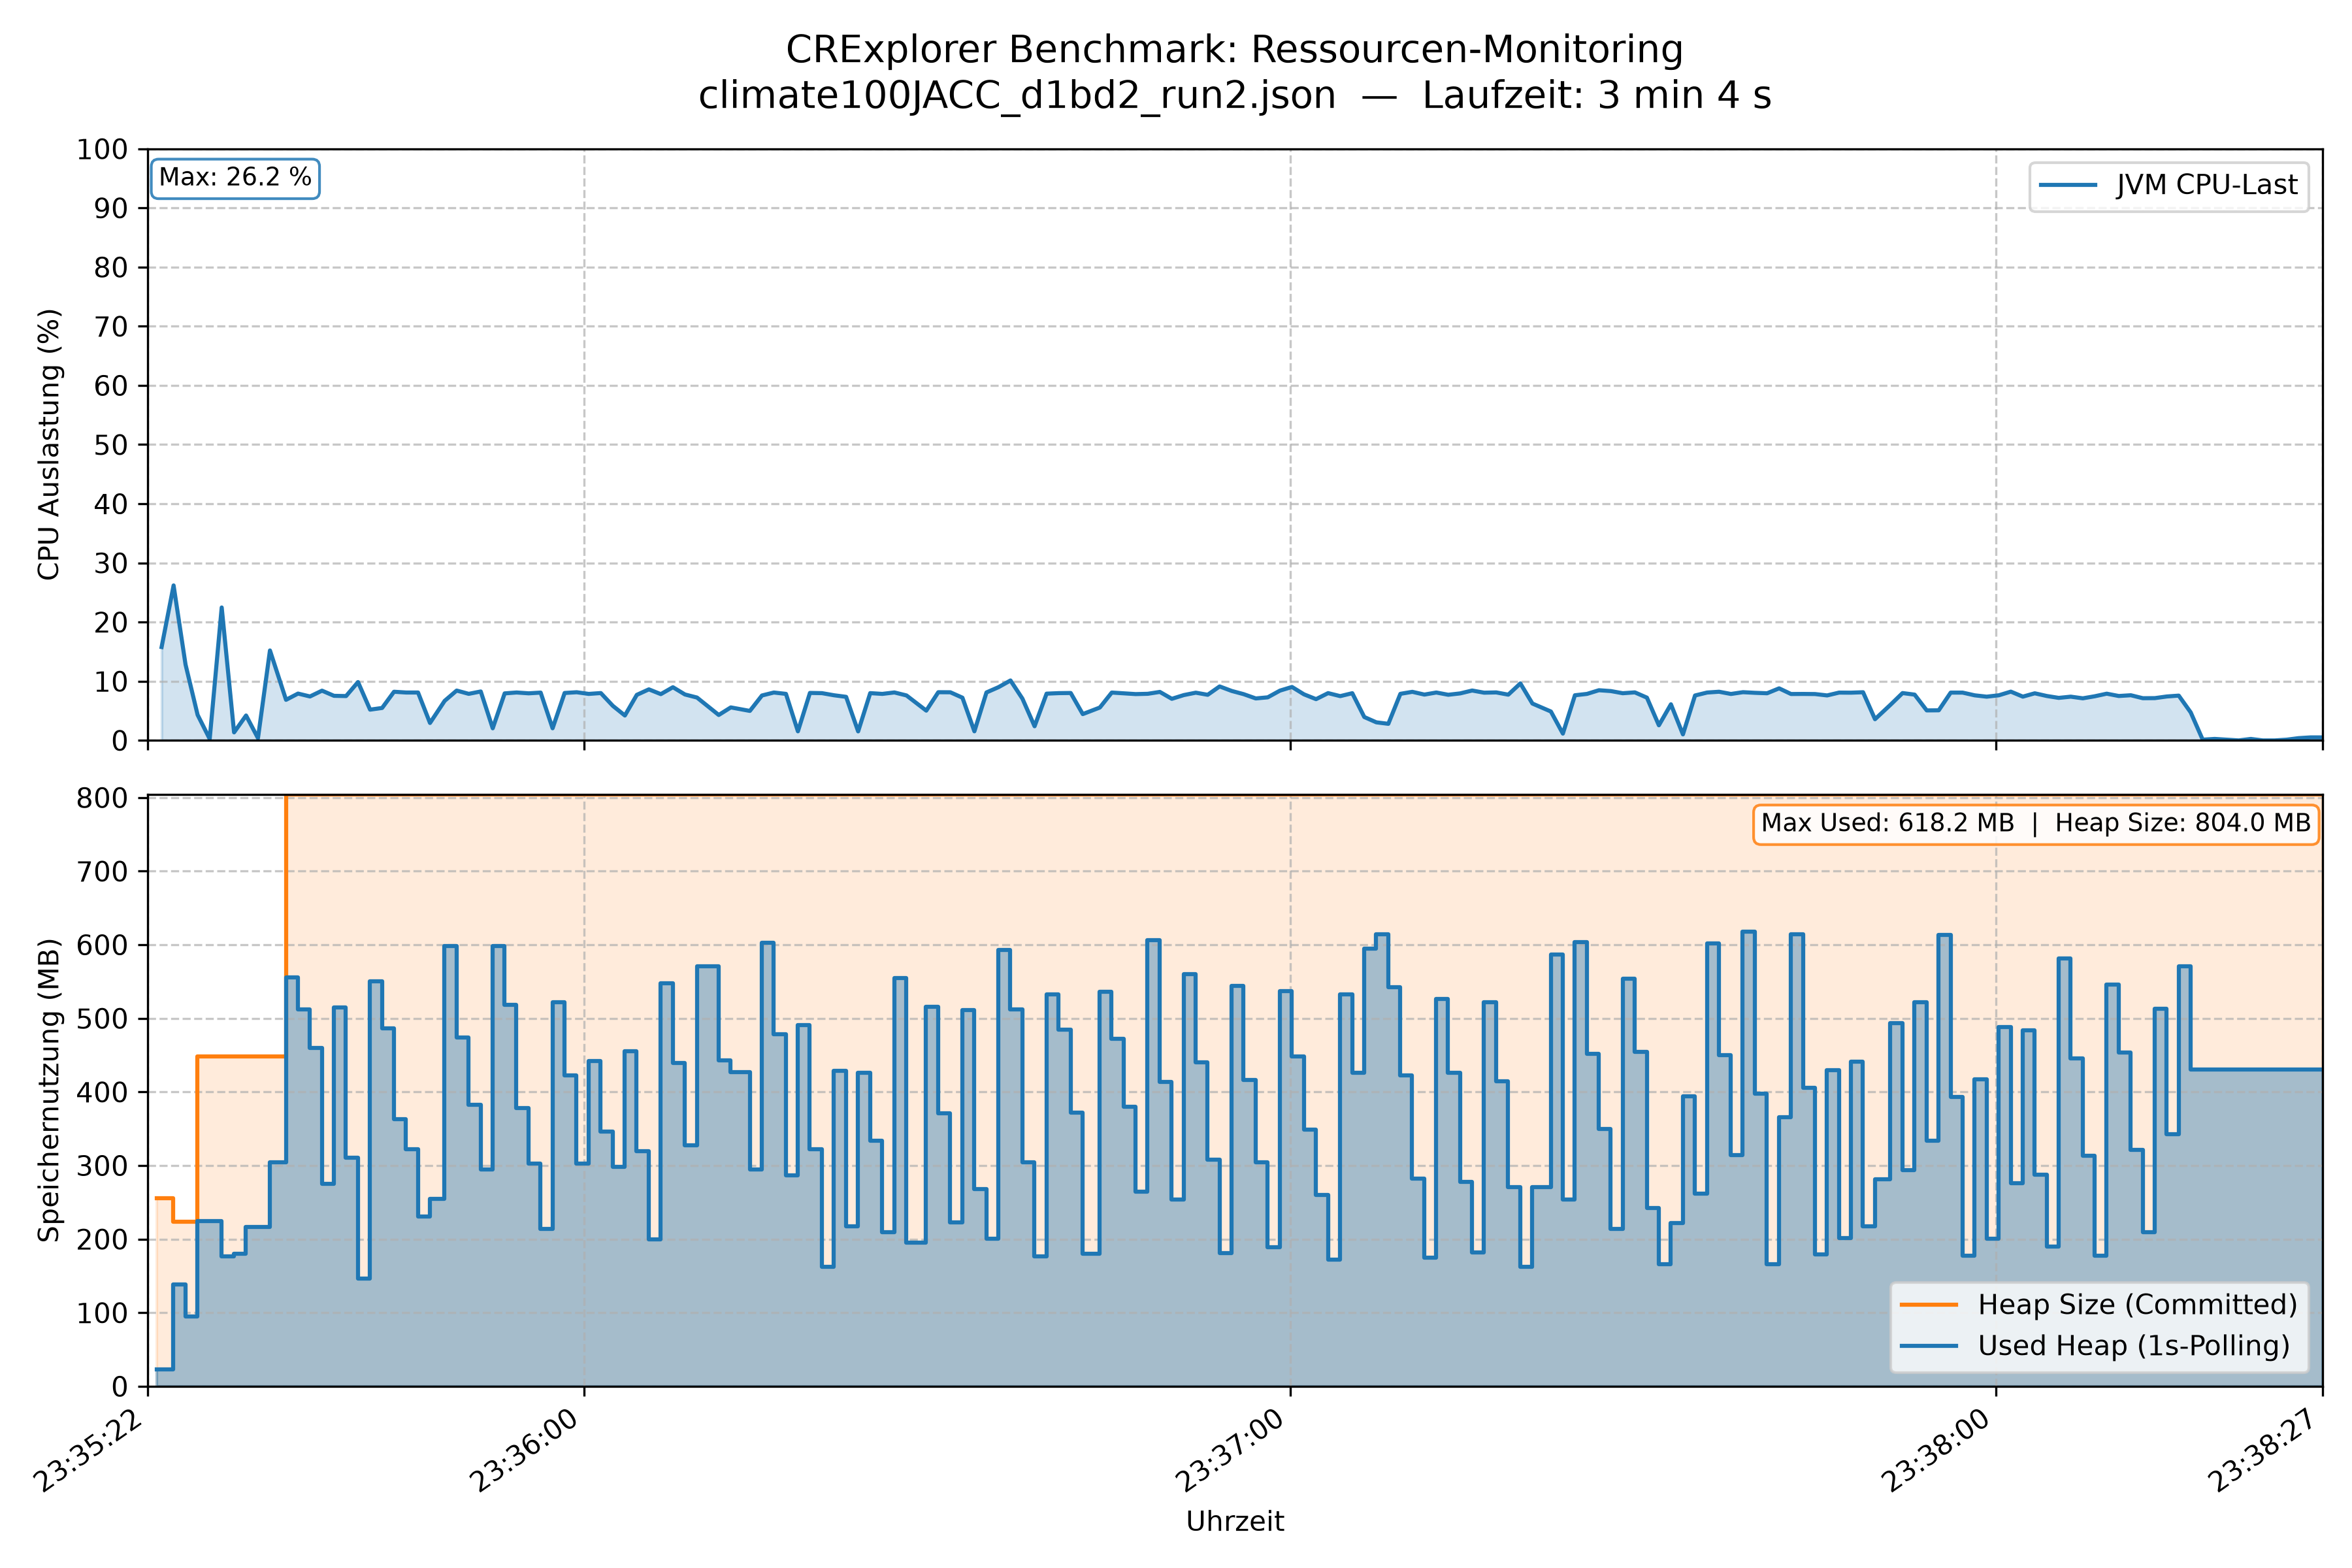 CRExplorer Benchmark: Ressourcen-Monitoring
climate100JACC_d1bd2_run2.json — Laufzeit: 3 min 4 s
100
90
80
70
60
50
40
30
20
10
0
CPU Auslastung (%)
Max: 26.2 %
JVM CPU-Last
800
700
600
500
400
300
200
100
0
Speichernutzung (MB)
Max Used: 618.2 MB | Heap Size: 804.0 MB
Heap Size (Committed)
Used Heap (1s-Polling)
23:35:22
23:36:00
23:37:00
23:38:00
23:38:27
Uhrzeit